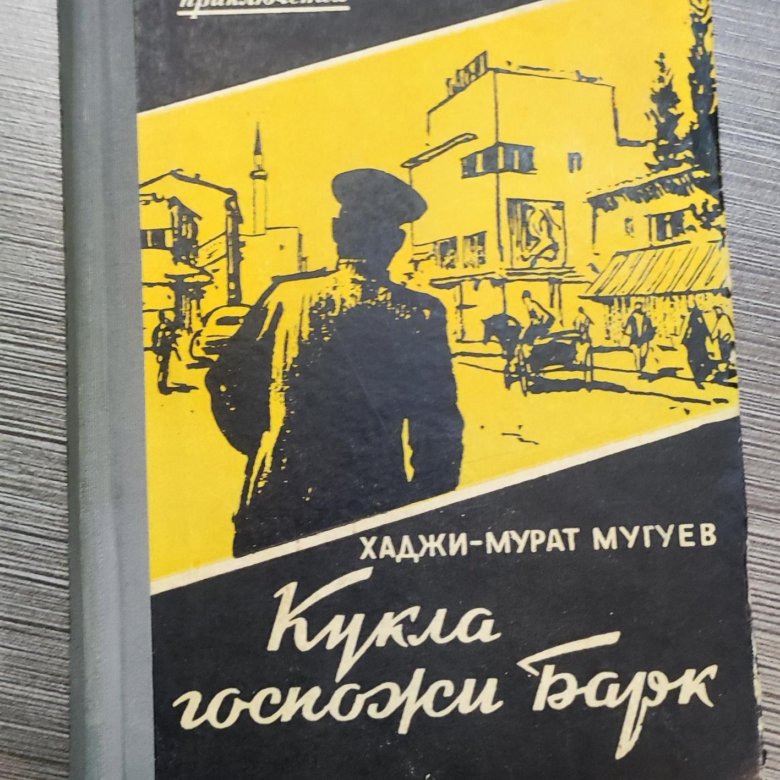 приключения
ХАДЖИ-МУРАТ МУГУЕВ
Кукла
госпожи Барк